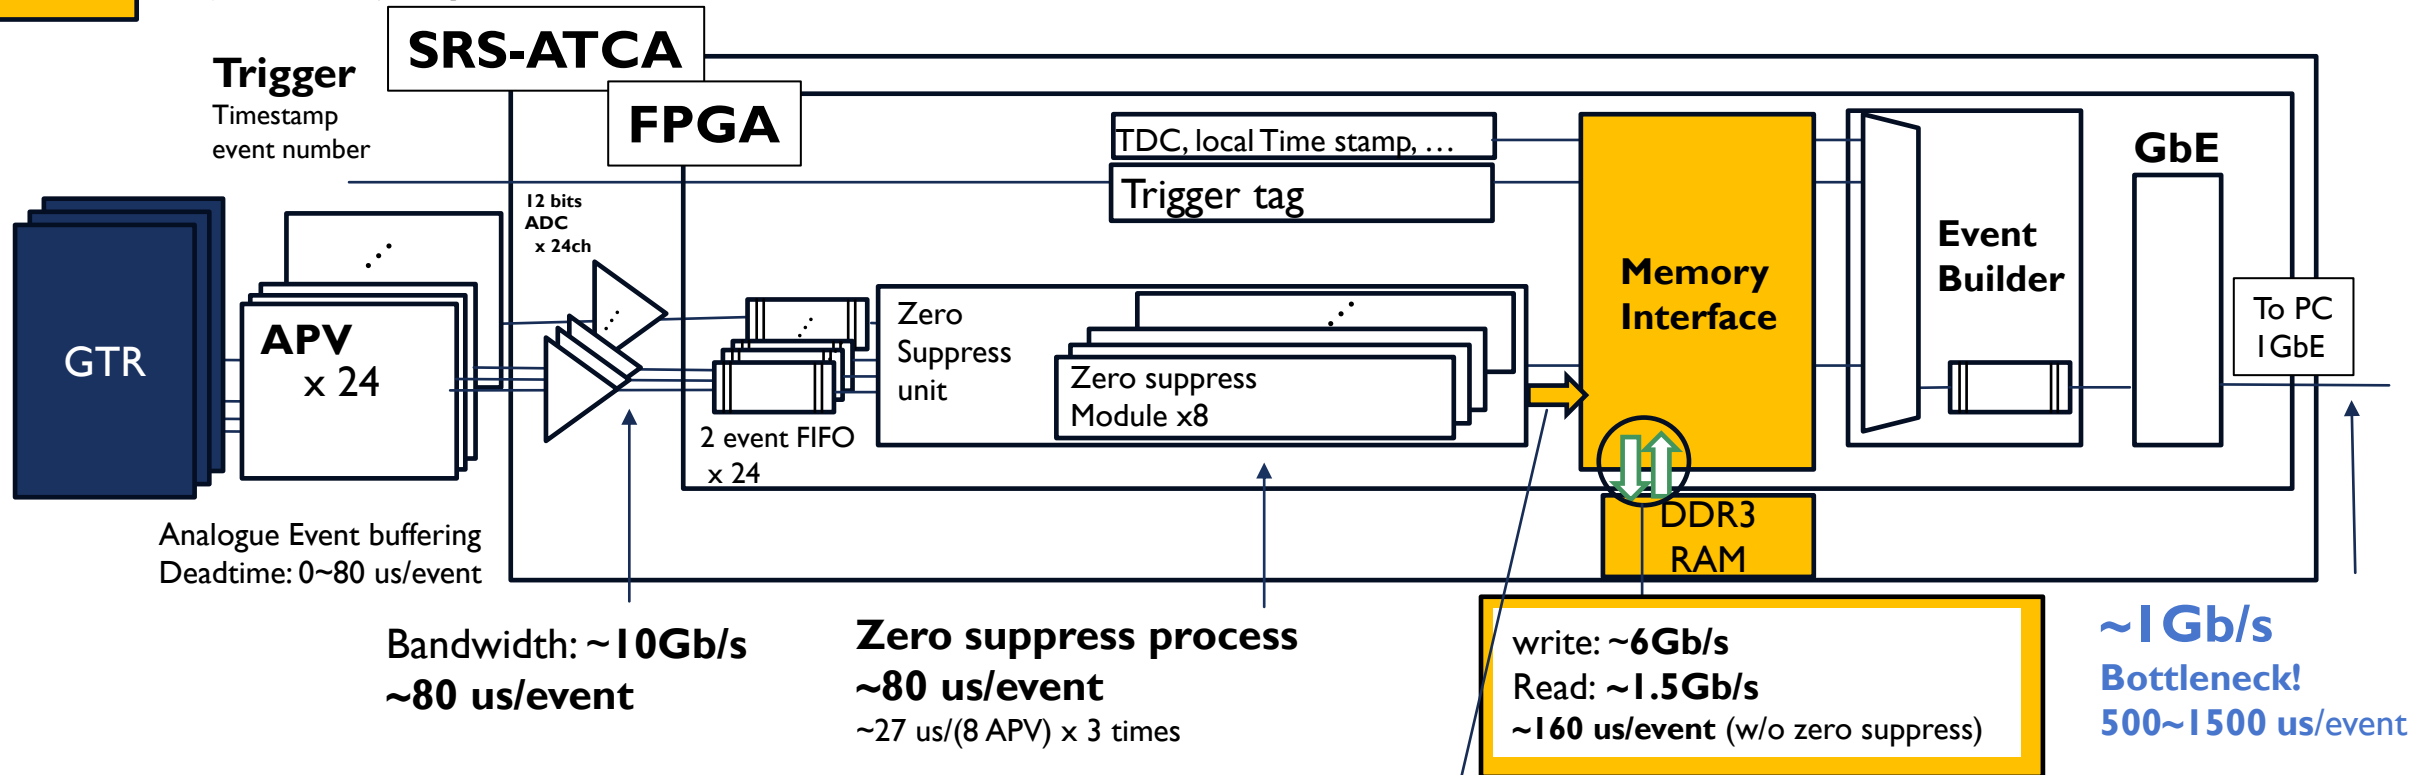 SRS-ATCA
Trigger
Timestamp
event number
FPGA
TDC, local Time stamp, …
Trigger tag
GbE
12 bits
ADC
x 24ch
Event
Builder
Memory
Interface
To PC
1GbE
GTR
APV
x 24
Zero
Suppress
unit
Zero suppress
Module x8
2 event FIFO
x 24
DDR3
RAM
Analogue Event buffering
Deadtime: 0~80 us/event
Bandwidth: ~10Gb/s
~80 us/event
Zero suppress process
~80 us/event
~27 us/(8 APV) x 3 times
write: ~6Gb/s
Read: ~1.5Gb/s
~160 us/event (w/o zero suppress)
~1Gb/s
Bottleneck!
500~1500 us/event